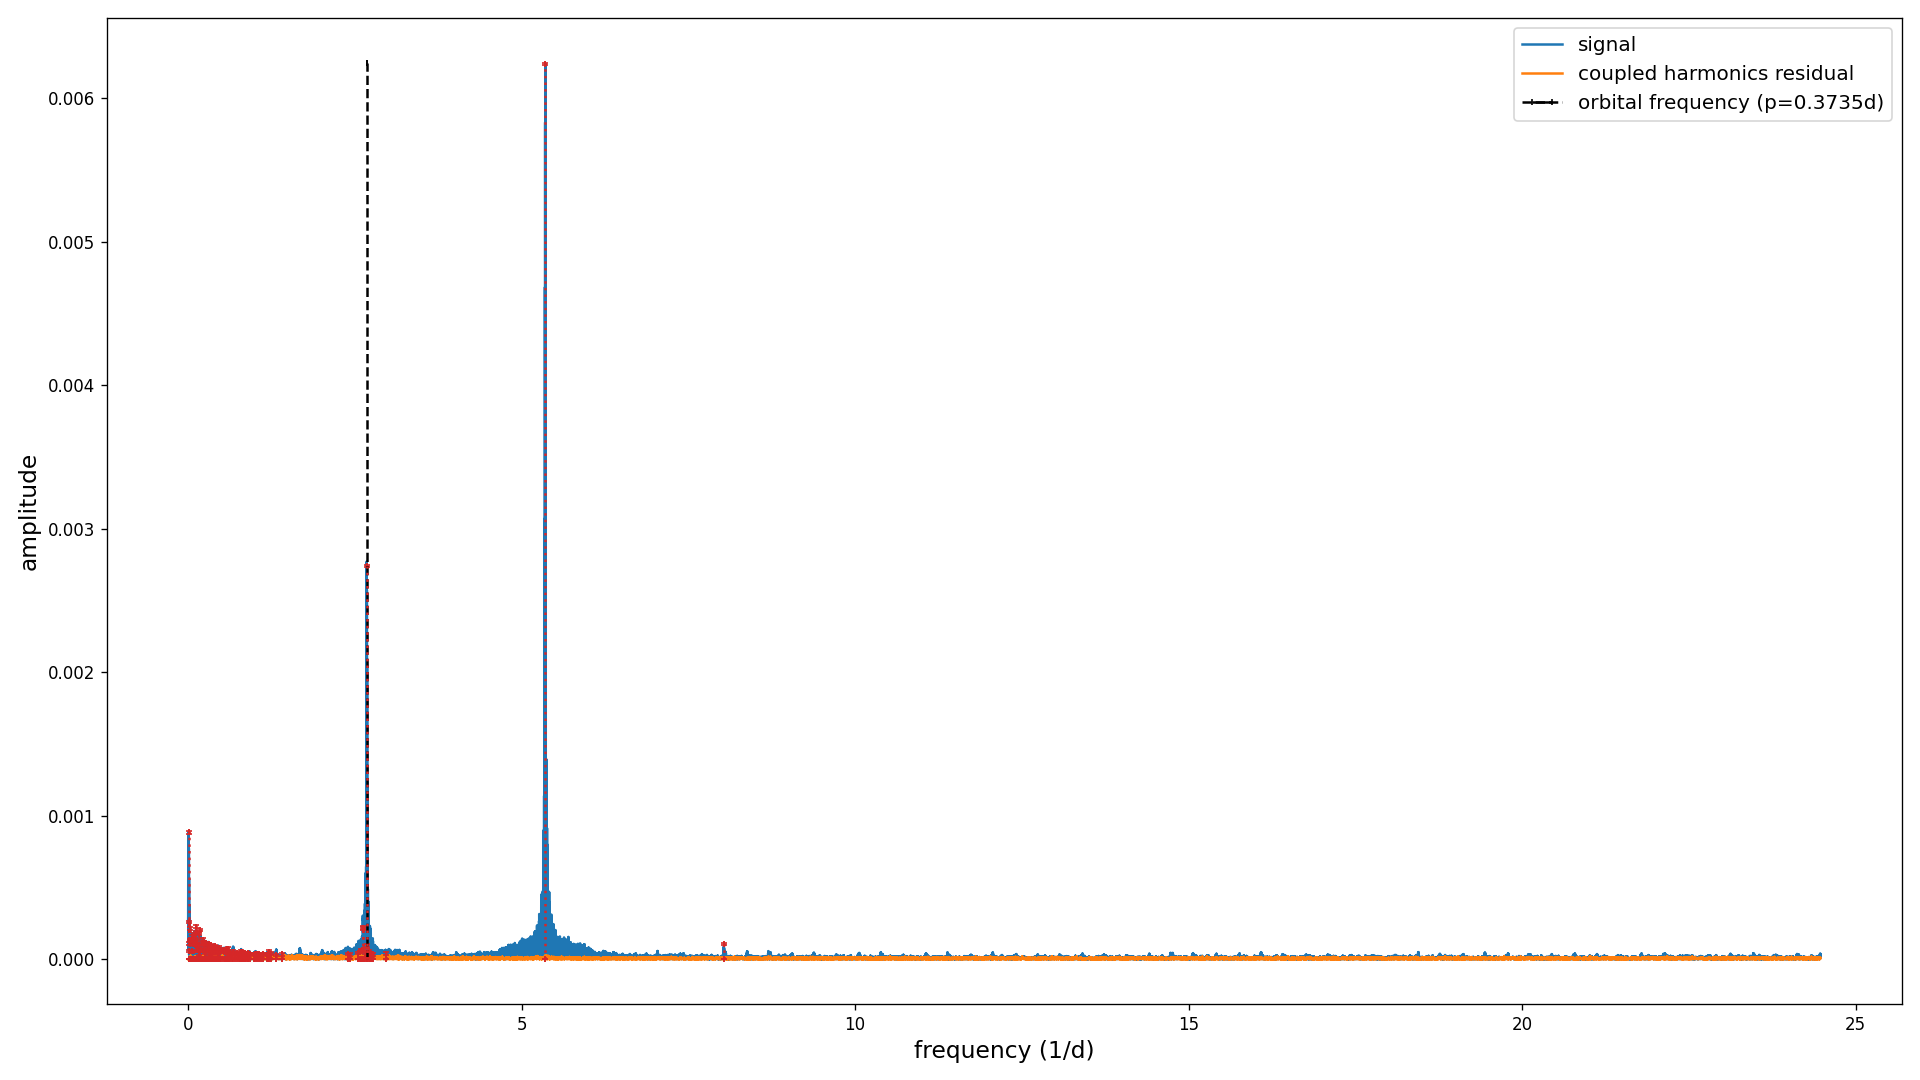 signal
coupled harmonics residual
orbital frequency (p=0.3735d)
amplitude
0.006
0.005
0.004
0.003
0.002
0.001
0.000
0 5 10 15 20 25
frequency (1/d)